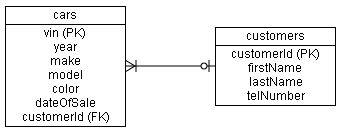 cars
vin (PK)
year
make
model
color
dateOfSale
customerId (FK)
customers
customerId (PK)
firstName
lastName
telNumber